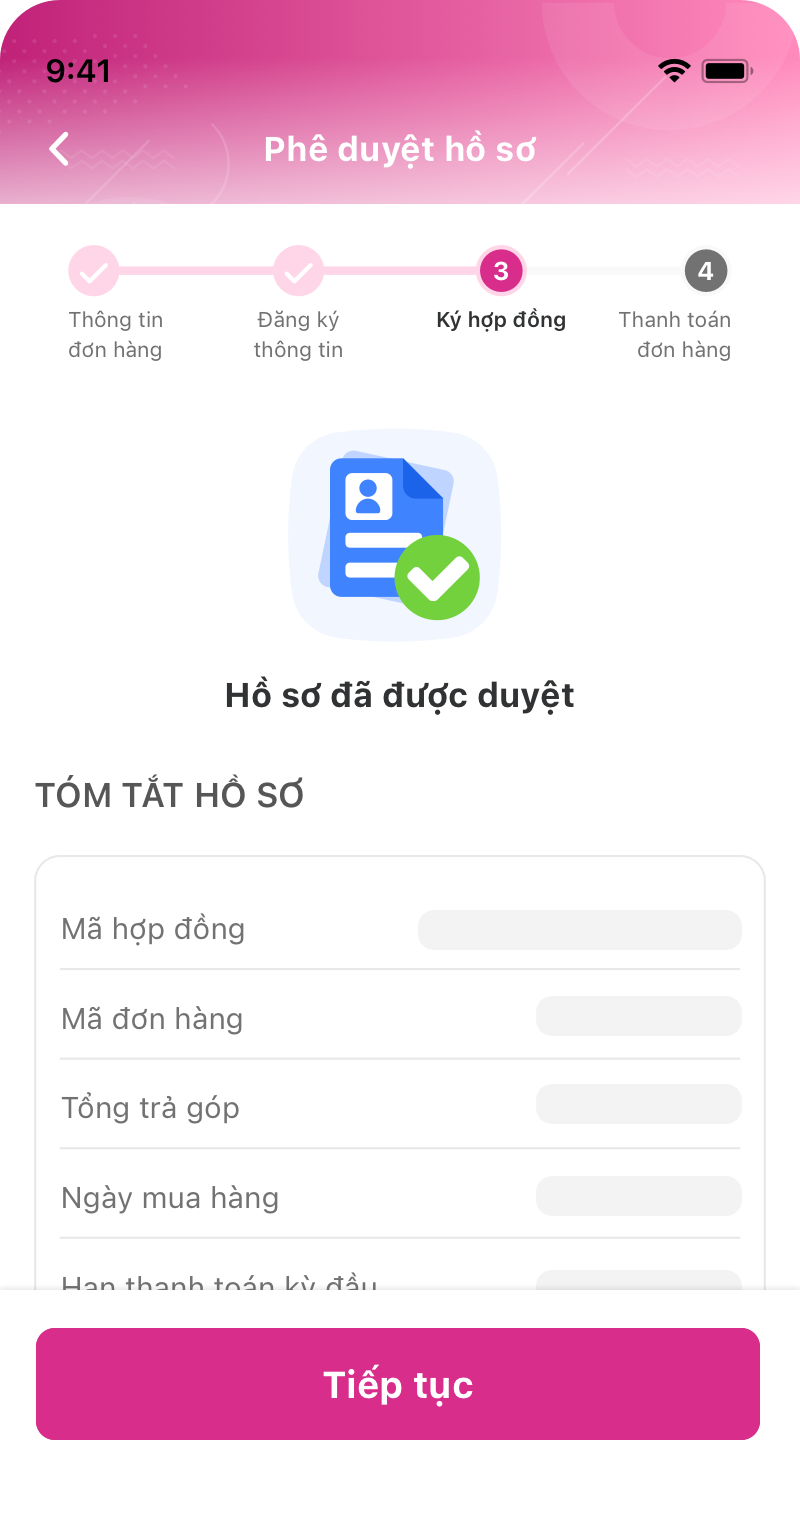 9:41
Phê duyệt hồ sơ
3
4
Thông tin
đơn hàng
Đăng ký
thông tin
Ký hợp đồng
Thanh toán
đơn hàng
Hồ sơ đã được duyệt
TÓM TẮT HỒ SƠ
Mã hợp đồng
Mã đơn hàng
Tổng trả góp
Ngày mua hàng
Hạn thanh toán kỳ đầu
Tiếp tục